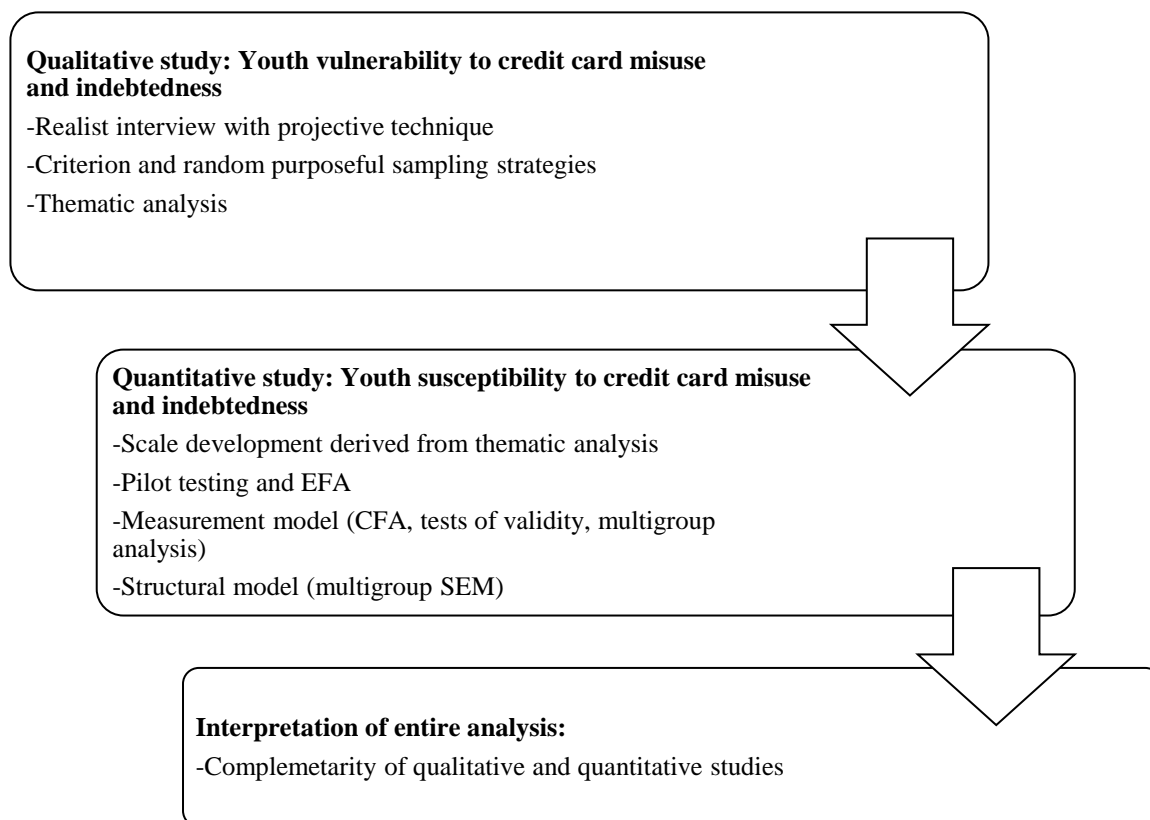 Qualitative study: Youth vulnerability to credit card misuse
and indebtedness
-Realist interview with projective technique
-Criterion and random purposeful sampling strategies
-Thematic analysis
Quantitative study: Youth susceptibility to credit card misuse
and indebtedness
-Scale development derived from thematic analysis
-Pilot testing and EFA
-Measurement model (CFA, tests of validity, multigroup
analysis)
-Structural model (multigroup SEM)
Interpretation of entire analysis:
-Complemetarity of qualitative and quantitative studies